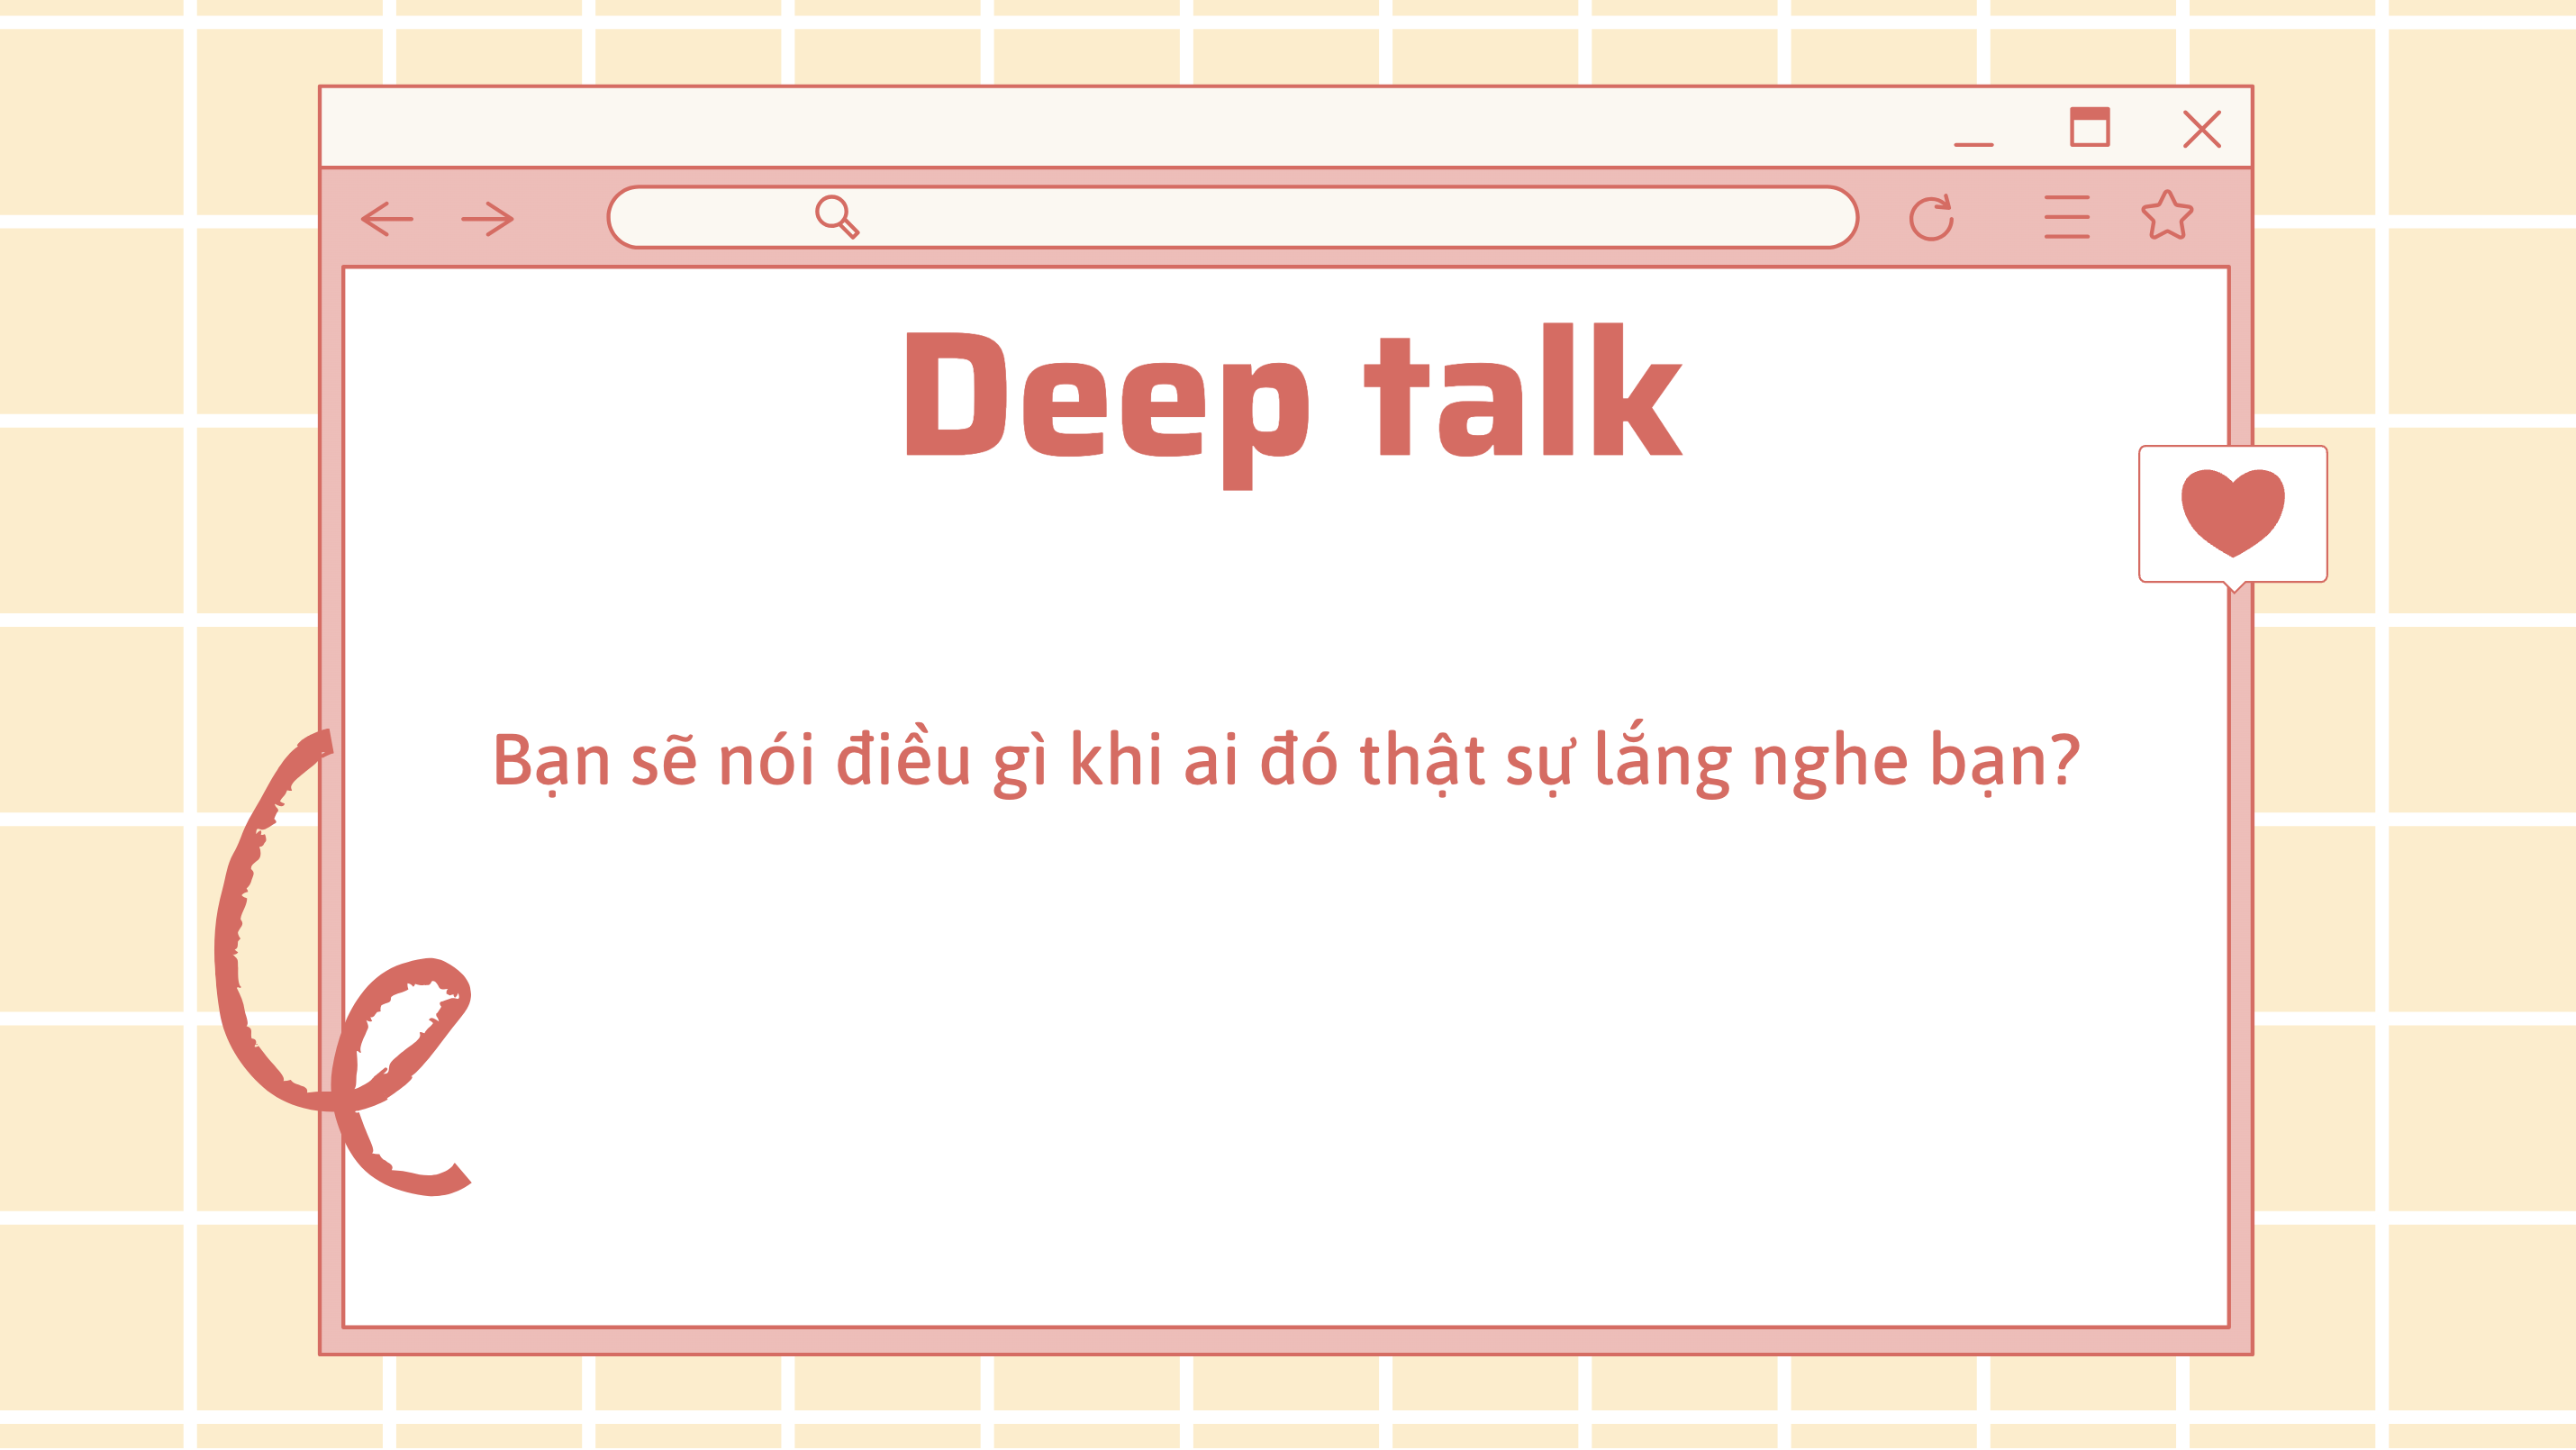 Deep talk
Bạn sẽ nói điều gì khi ai đó thật sự lắng nghe bạn?